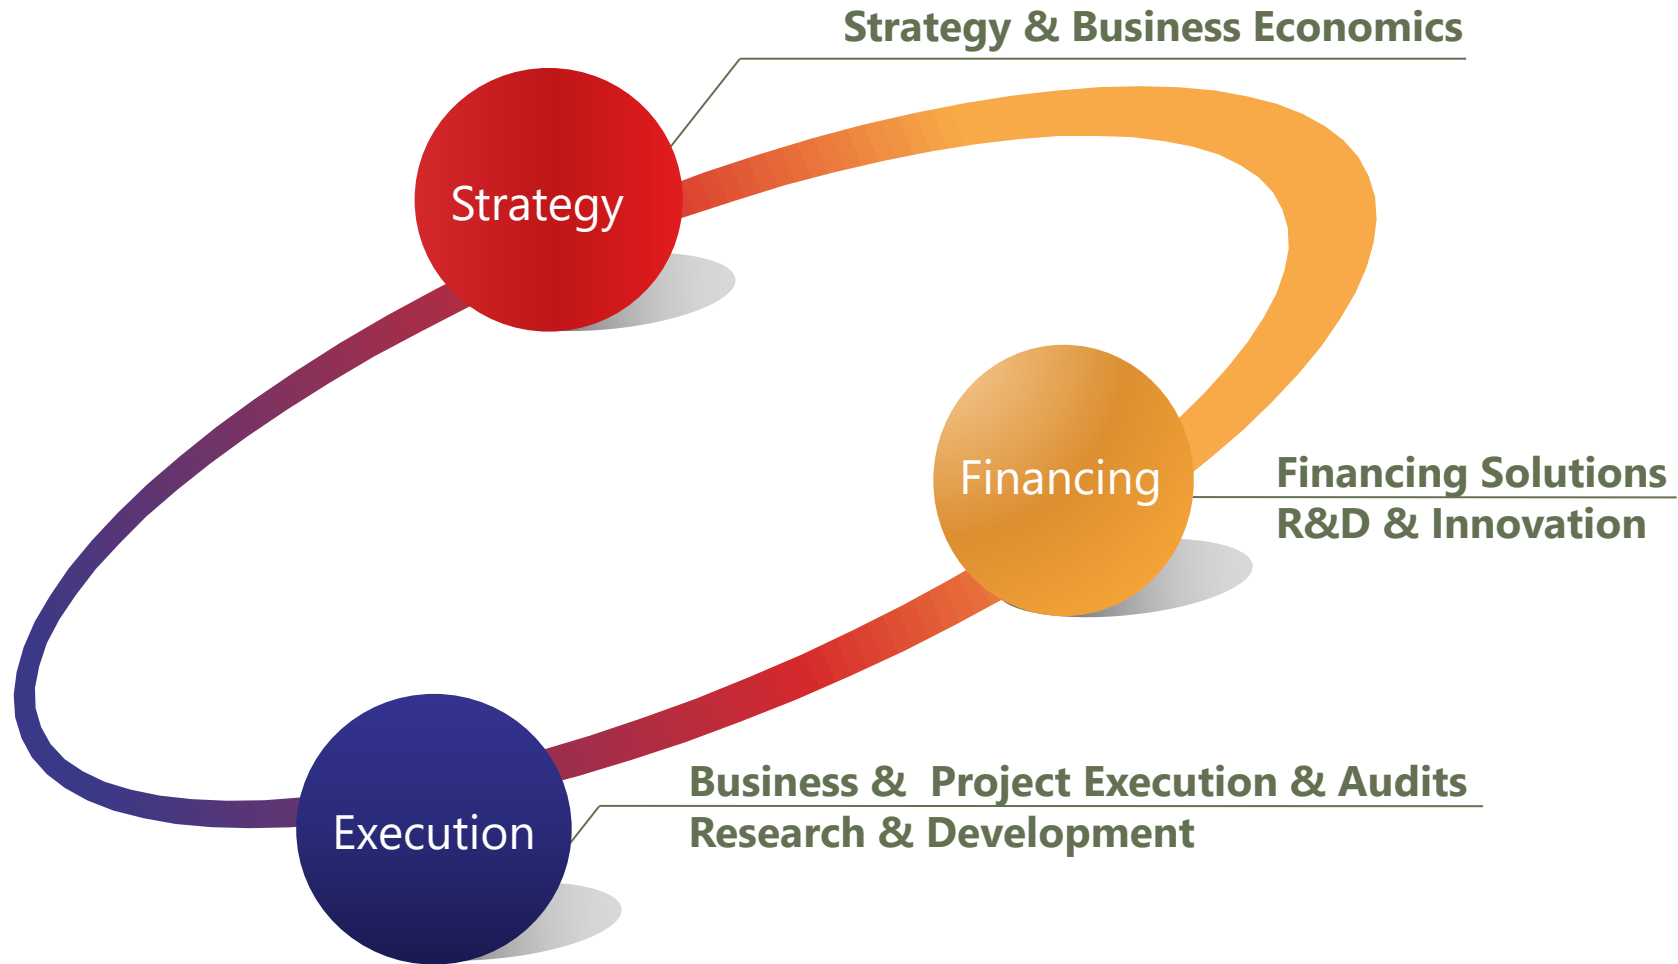 Strategy & Business Economics
Strategy
Financing
Financing Solutions
R&D & Innovation
Business &  Project Execution & Audits
Research & Development
Execution